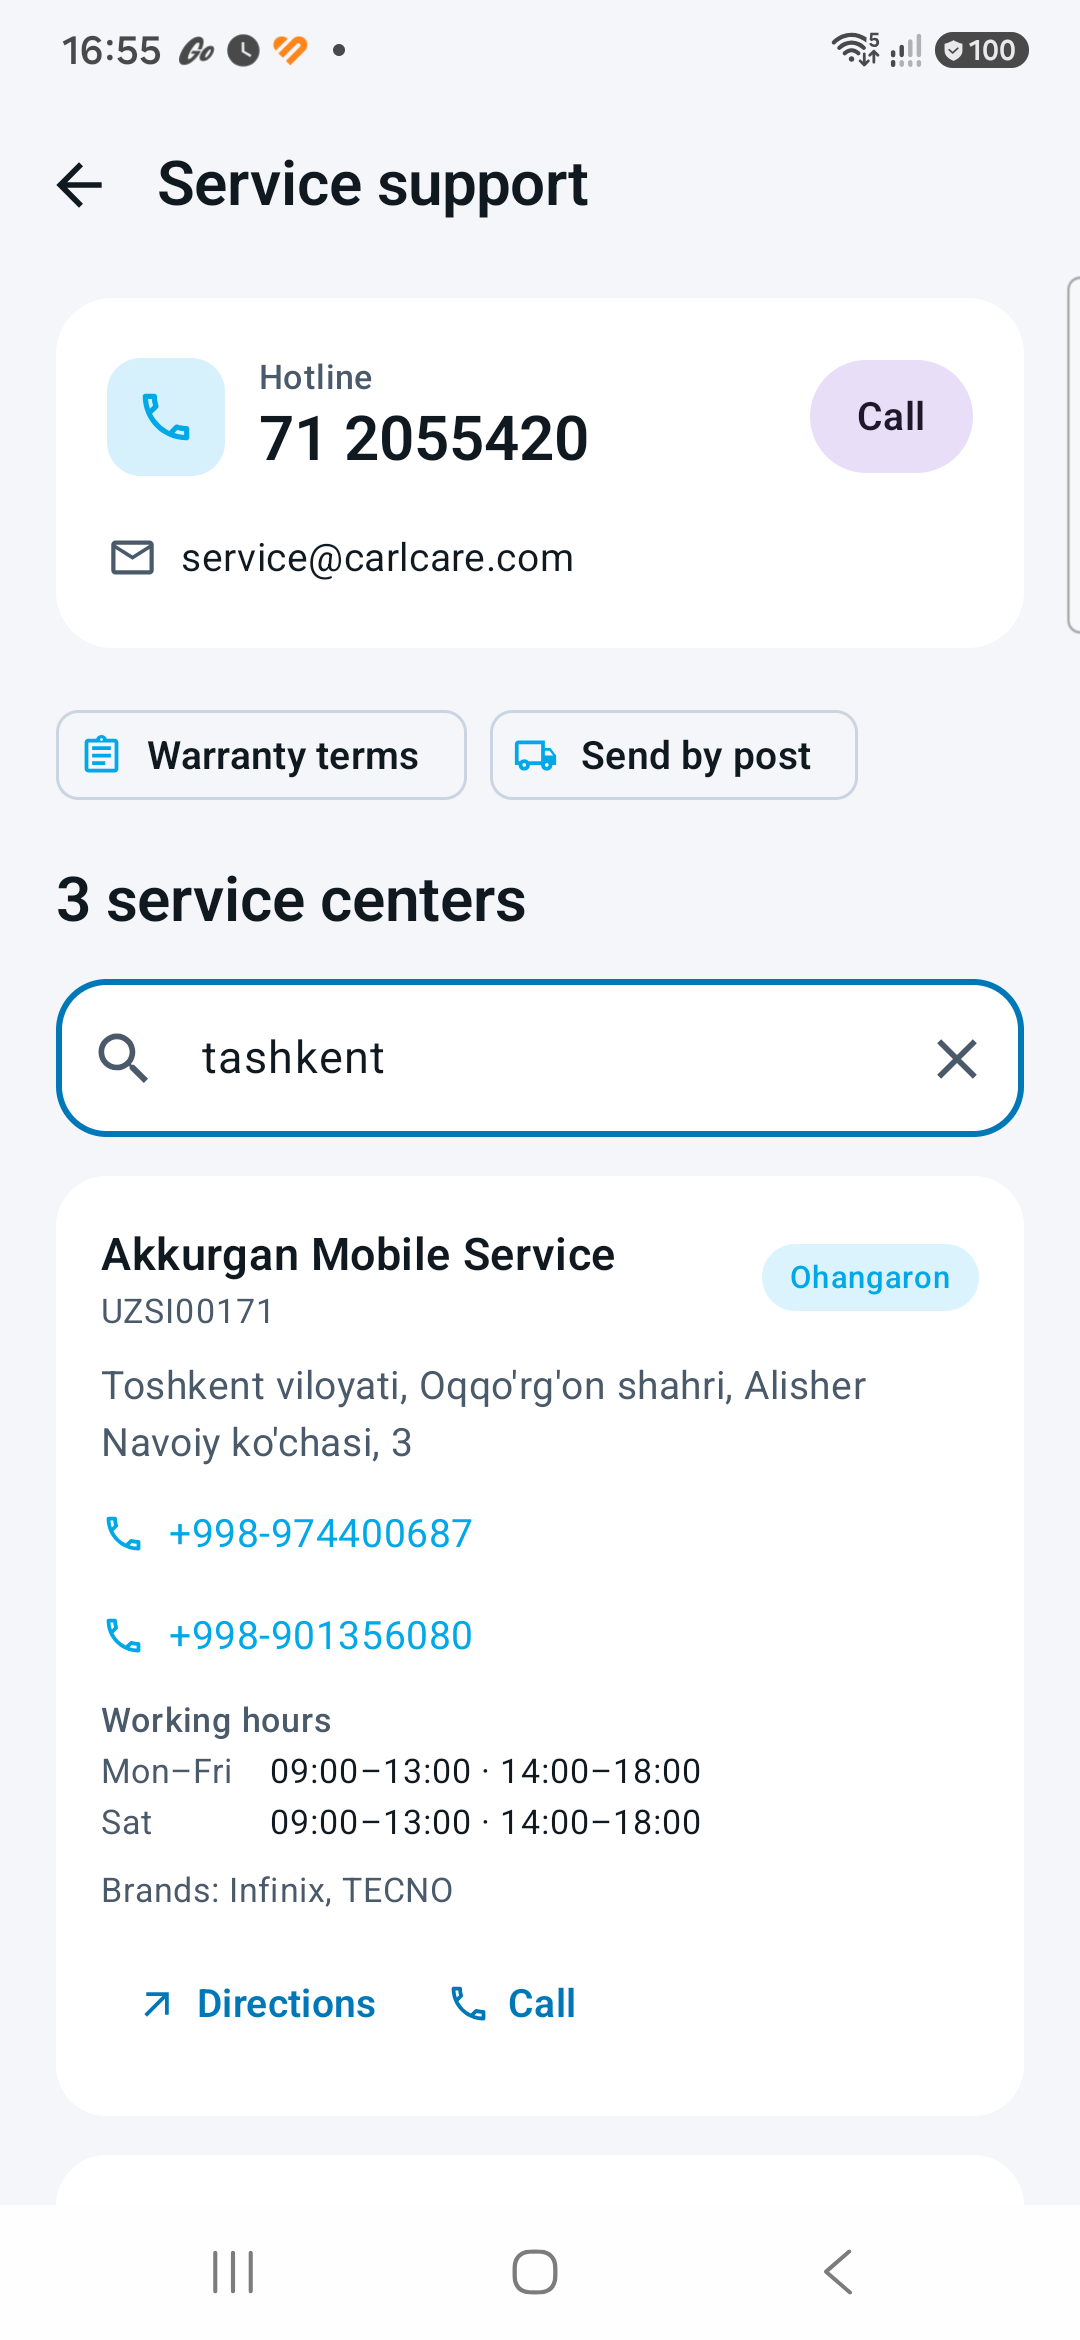 16:55 Go 5 100
Service support
Hotline
71 2055420
Call
service@carlcare.com
Warranty terms
Send by post
3 service centers
tashkent
Akkurgan Mobile Service
Ohangaron
UZSI00171
Toshkent viloyati, Oqqo'rg'on shahri, Alisher
Navoiy ko'chasi, 3
+998-974400687
+998-901356080
Working hours
Mon–Fri 09:00–13:00 · 14:00–18:00
Sat 09:00–13:00 · 14:00–18:00
Brands: Infinix, TECNO
Directions
Call